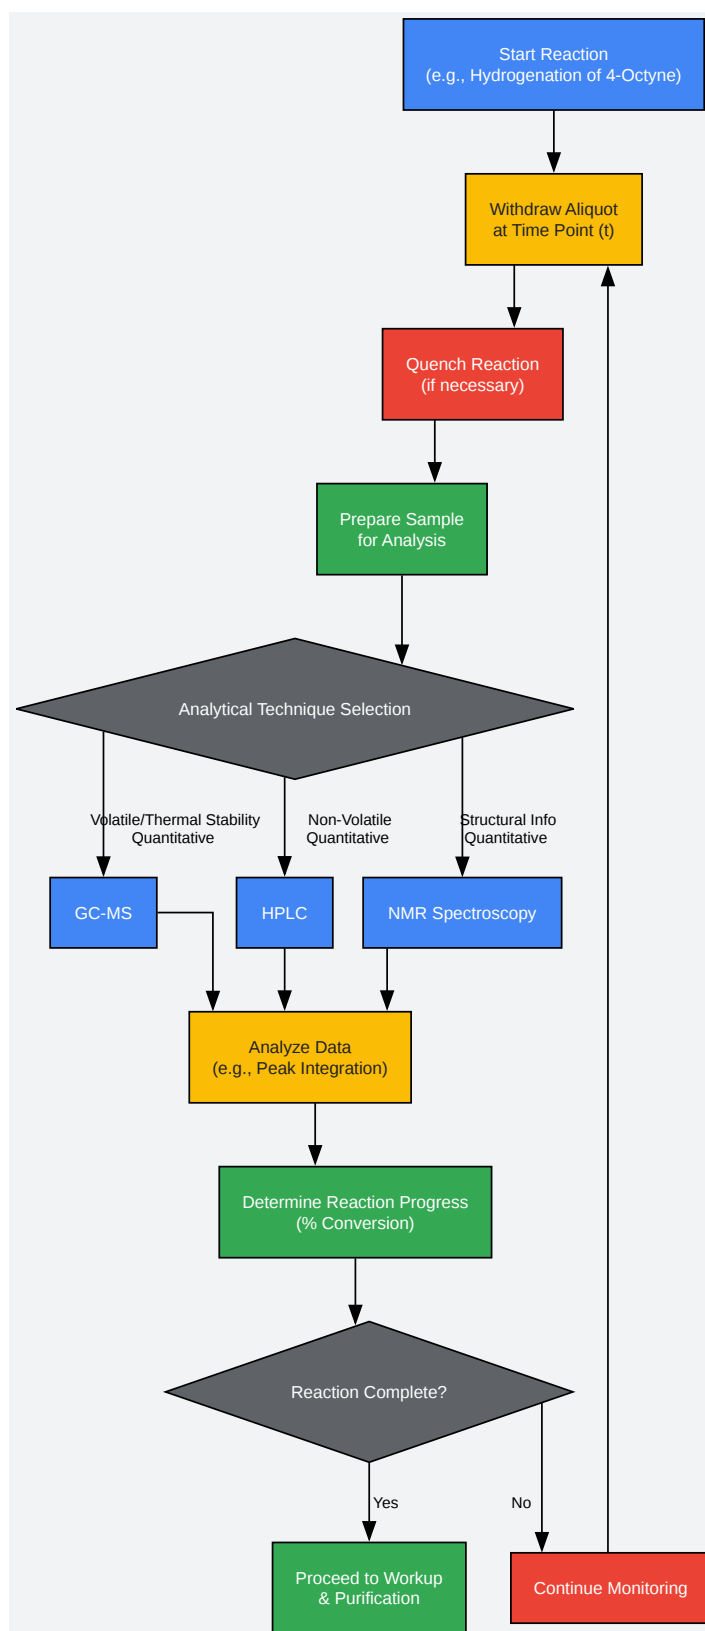 Start Reaction
(e.g., Hydrogenation of 4-Octyne)
Withdraw Aliquot
at Time Point (t)
Quench Reaction
(if necessary)
Prepare Sample
for Analysis
Analytical Technique Selection
Volatile/Thermal Stability
Quantitative
Non-Volatile
Quantitative
Structural Info
Quantitative
GC-MS
HPLC
NMR Spectroscopy
Analyze Data
(e.g., Peak Integration)
Determine Reaction Progress
(% Conversion)
Reaction Complete?
Yes
No
Proceed to Workup
& Purification
Continue Monitoring